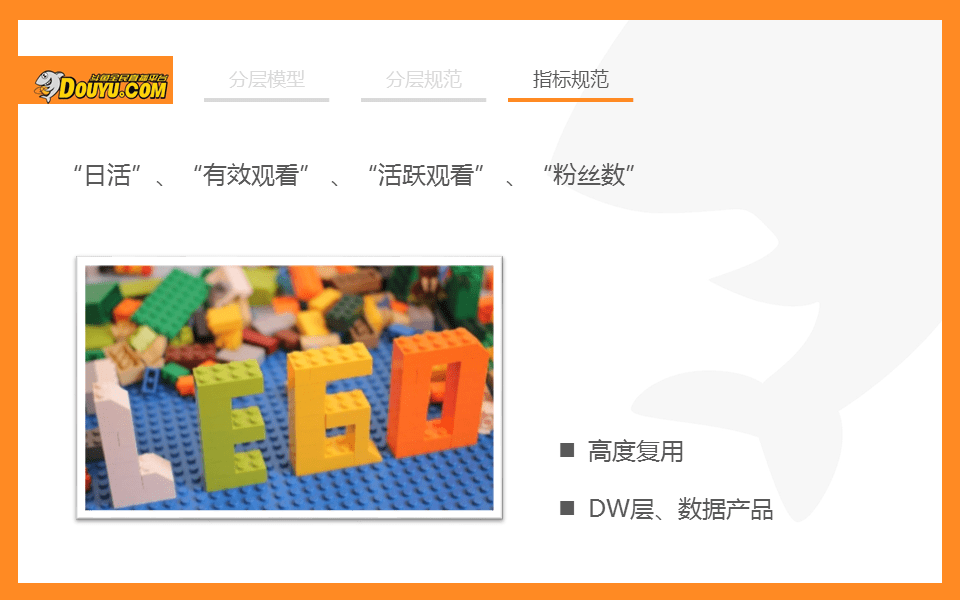 斗鱼全民直播平台
DOUYU.COM
分层模型
分层规范
指标规范
“日活”、“有效观看”、“活跃观看”、“粉丝数”
LEGO
■ 高度复用
■ DW层、数据产品